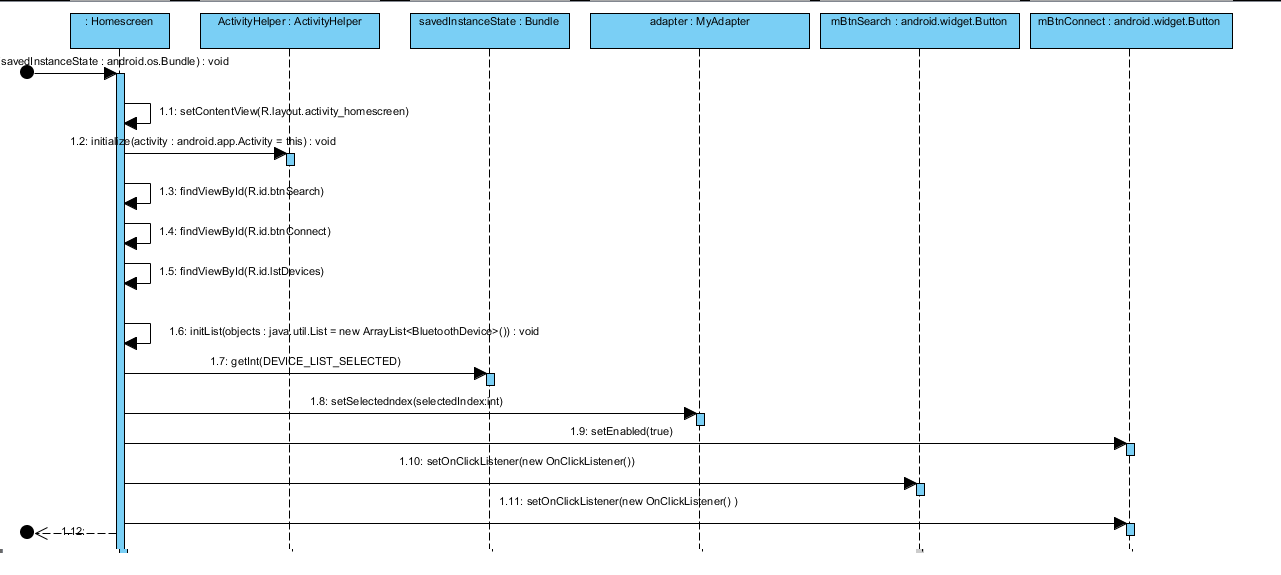 : Homescreen
ActivityHelper : ActivityHelper
savedInstanceState : Bundle
adapter : MyAdapter
mBtnSearch : android.widget.Button
mBtnConnect : android.widget.Button
savedInstanceState : android.os.Bundle) : void
1.1: setContentView(R.layout.activity_homescreen)
1.2: initialize(activity : android.app.Activity = this) : void
1.3: findViewById(R.id.btnSearch)
1.4: findViewById(R.id.btnConnect)
1.5: findViewById(R.id.lstDevices)
1.6: initList(objects : java.util.List = new ArrayList<BluetoothDevice>()) : void
1.7: getInt(DEVICE_LIST_SELECTED)
1.8: setSelectedndex(selectedIndex:int)
1.9: setEnabled(true)
1.10: setOnClickListener(new OnClickListener())
1.11: setOnClickListener(new OnClickListener() )
1.12: